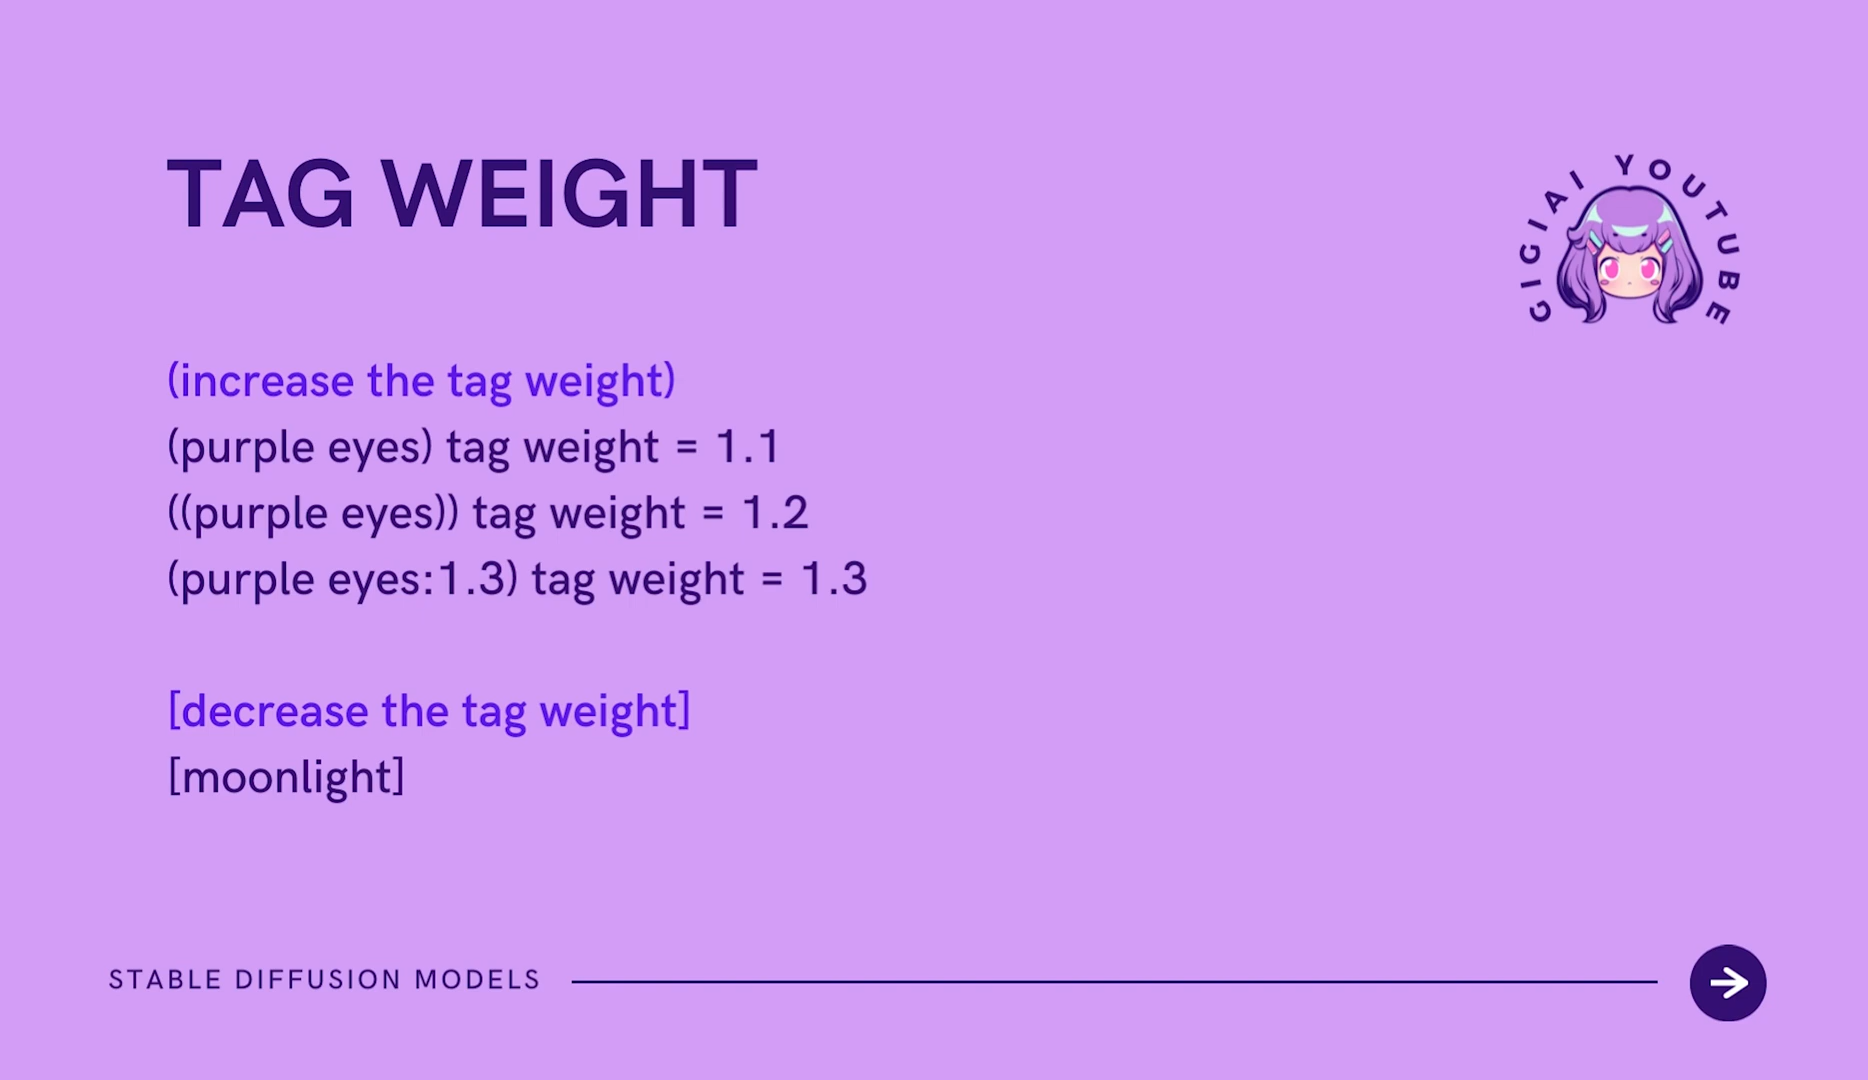 TAG WEIGHT
GIGIAI YOUTUBE
(increase the tag weight)
(purple eyes) tag weight = 1.1
((purple eyes)) tag weight = 1.2
(purple eyes:1.3) tag weight = 1.3
[decrease the tag weight]
[moonlight]
STABLE DIFFUSION MODELS